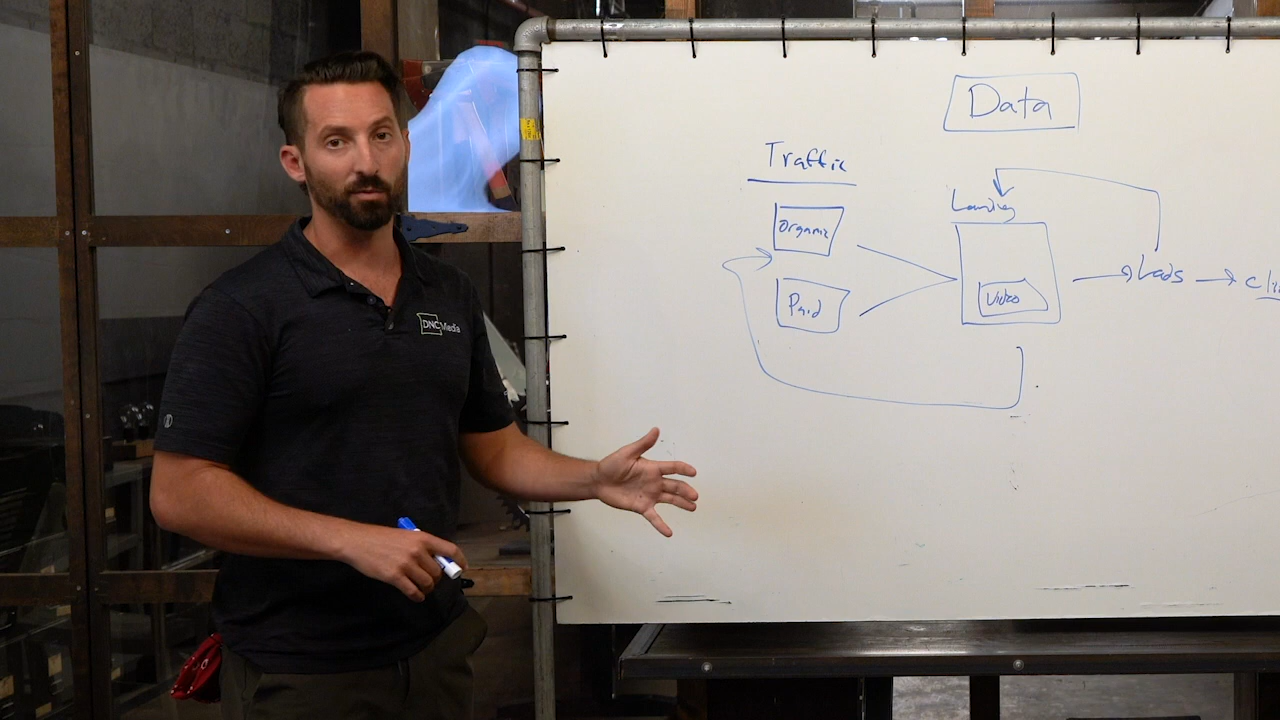 Data
Traffic
Organic
Paid
Landing
Video
Leads
DNC Media